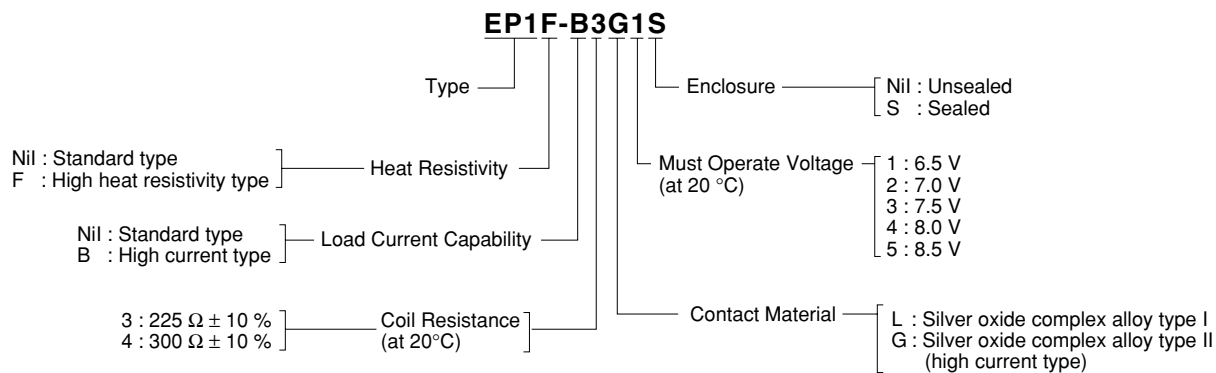 EP1F-B3G1S
Type
Enclosure
Nil : Unsealed
S : Sealed
Nil : Standard type
F : High heat resistivity type
Heat Resistivity
Must Operate Voltage
(at 20 °C)
1 : 6.5 V
2 : 7.0 V
3 : 7.5 V
4 : 8.0 V
5 : 8.5 V
Nil : Standard type
B : High current type
Load Current Capability
3 : 225 Ω ± 10 %
4 : 300 Ω ± 10 %
Coil Resistance
(at 20°C)
Contact Material
L : Silver oxide complex alloy type I
G : Silver oxide complex alloy type II
(high current type)